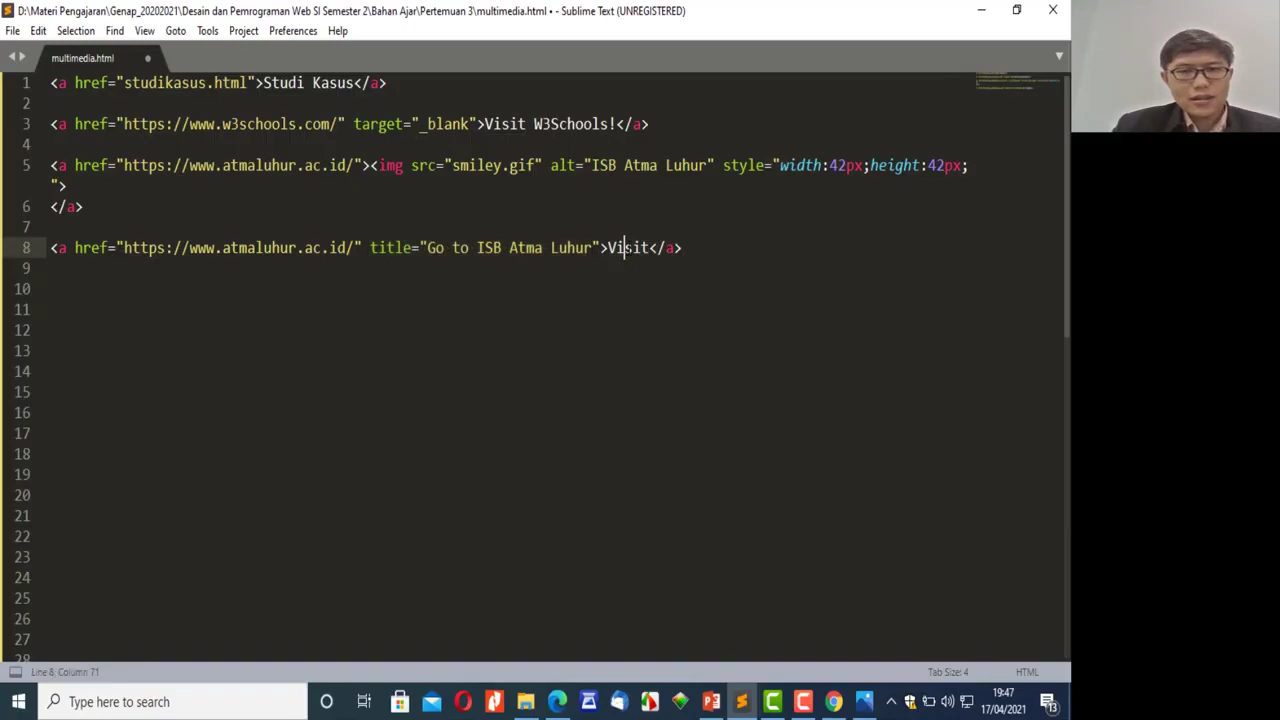 D:\Materi Pengajaran\Genap_20202021\Desain dan Pemrograman Web SI Semester 2\Bahan Ajar\Pertemuan 3\multimedia.html • - Sublime Text (UNREGISTERED)
File Edit Selection Find View Goto Tools Project Preferences Help
multimedia.html
1 <a href="studikasus.html">Studi Kasus</a>
2
3 <a href="https://www.w3schools.com/" target="_blank">Visit W3Schools!</a>
4
5 <a href="https://www.atmaluhur.ac.id/"><img src="smiley.gif" alt="ISB Atma Luhur" style="width:42px;height:42px;
">
6 </a>
7
8 <a href="https://www.atmaluhur.ac.id/" title="Go to ISB Atma Luhur">Visit</a>
9
10
11
12
13
14
15
16
17
18
19
20
21
22
23
24
25
26
27
28
Line 8, Column 71 Tab Size: 4 HTML
Type here to search
19:47
17/04/2021
13